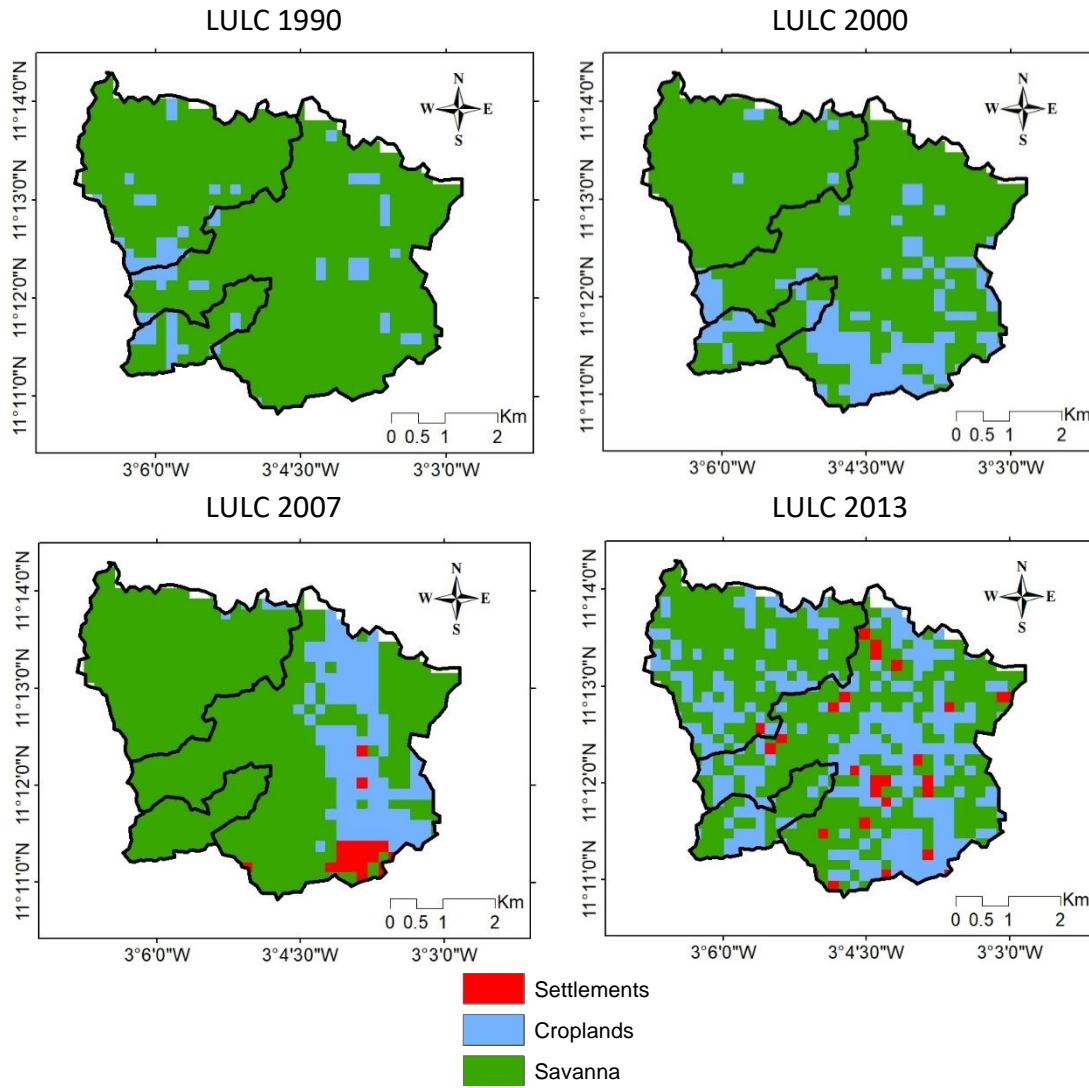 LULC 1990
LULC 2000
11°14'0"N
11°13'0"N
11°12'0"N
11°11'0"N
N
W E
S
Km
0 0.5 1 2
3°6'0"W 3°4'30"W 3°3'0"W
11°14'0"N
11°13'0"N
11°12'0"N
11°11'0"N
N
W E
S
Km
0 0.5 1 2
3°6'0"W 3°4'30"W 3°3'0"W
LULC 2007
LULC 2013
11°14'0"N
11°13'0"N
11°12'0"N
11°11'0"N
N
W E
S
Km
0 0.5 1 2
3°6'0"W 3°4'30"W 3°3'0"W
11°14'0"N
11°13'0"N
11°12'0"N
11°11'0"N
N
W E
S
Km
0 0.5 1 2
3°6'0"W 3°4'30"W 3°3'0"W
Settlements
Croplands
Savanna